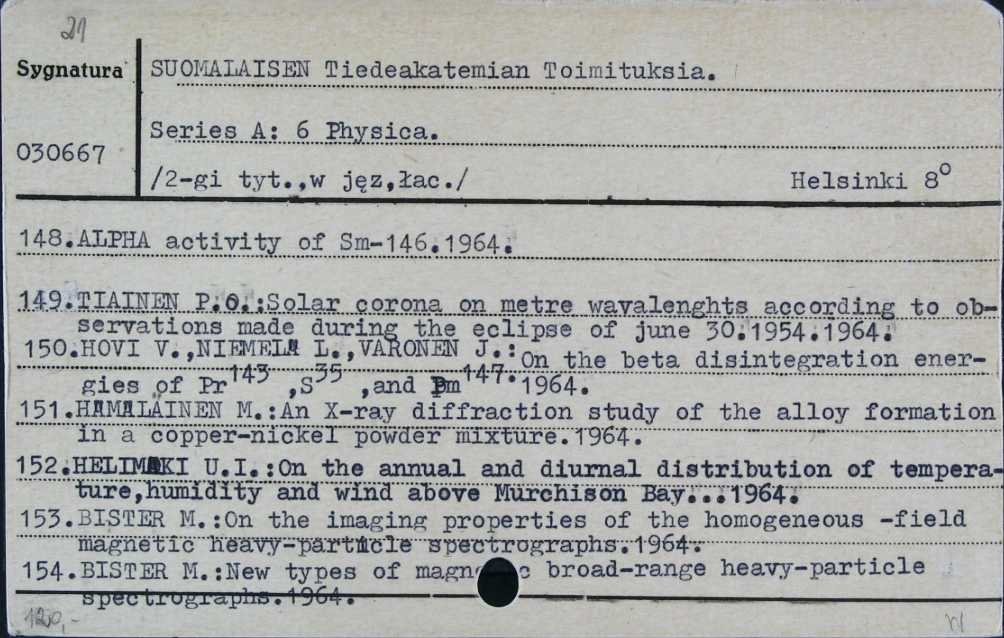 21
Sygnatura
SUOMALAISEN Tiedeakatemian Toimituksia.
Series A: 6 Physica.
030667
/2-gi tyt.,w jęz,łac./ Helsinki 8⁰
148.ALPHA activity of Sm-146.1964.
149.TIAINEN P.O.:Solar corona on metre wavalenghts according to ob-
servations made during the eclipse of june 30.1954.1964.
150.HOVI V.,NIEMELA L.,VARONEN J.:On the beta disintegration ener-
gies of Pr¹⁴³ ,S³⁵ ,and Pm¹⁴⁷.1964.
151.HAMALAINEN M.:An X-ray diffraction study of the alloy formation
in a copper-nickel powder mixture.1964.
152.HELIMAKI U.I.:On the annual and diurnal distribution of tempera-
ture,humidity and wind above Murchison Bay...1964.
153.BISTER M.:On the imaging properties of the homogeneous -field
magnetic heavy-particle spectrographs.1964.
154.BISTER M.:New types of magnetic broad-range heavy-particle
spectrographs.1964.
120,-